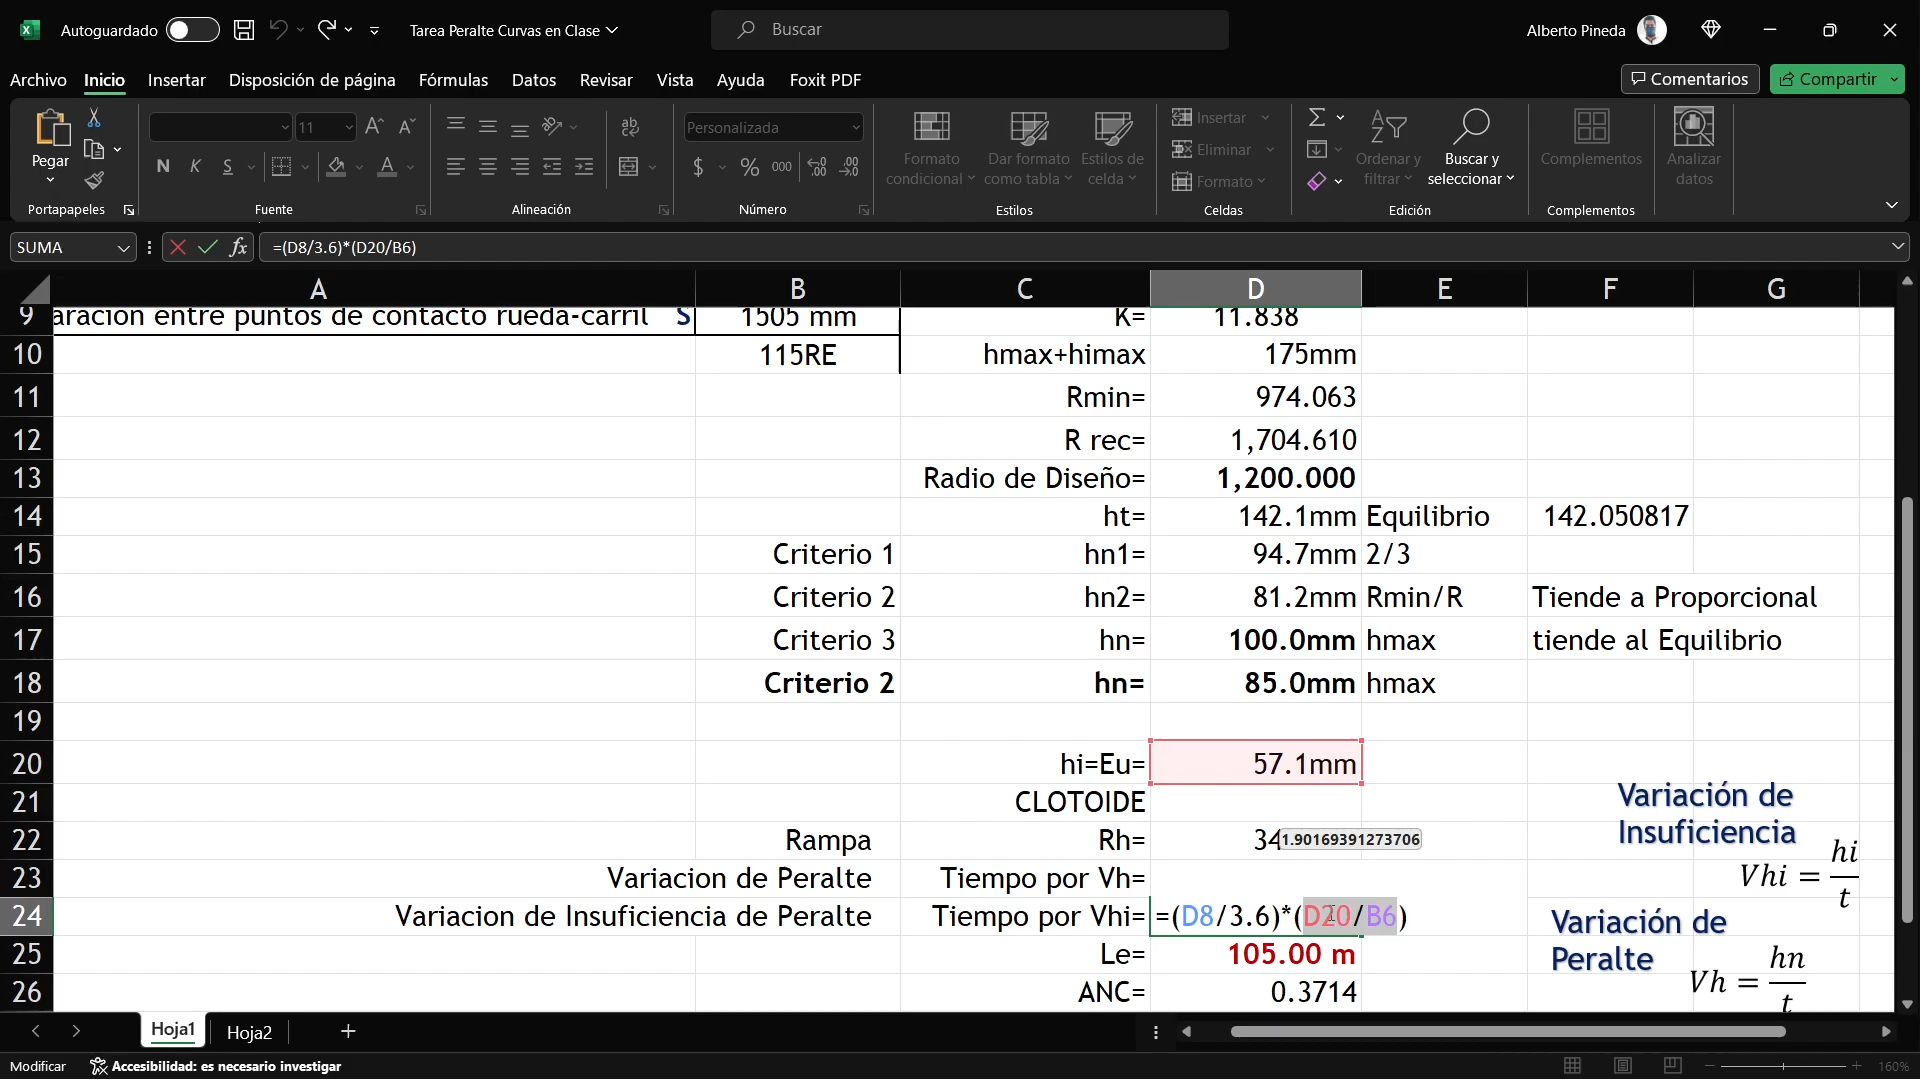 Autoguardado
Tarea Peralte Curvas en Clase
Buscar
Alberto Pineda
Archivo Inicio Insertar Disposición de página Fórmulas Datos Revisar Vista Ayuda Foxit PDF
Comentarios Compartir
Pegar
Portapapeles
11
N K S
Fuente
Alineación
Personalizada
$ % 000
Número
Formato condicional
Dar formato como tabla
Estilos de celda
Estilos
Insertar
Eliminar
Formato
Celdas
Ordenar y filtrar
Buscar y seleccionar
Edición
Complementos
Complementos
Analizar datos
SUMA
fx =(D8/3.6)*(D20/B6)
A B C D E F G
9 aración entre puntos de contacto rueda-carril S 1505 mm K= 11.838
10 115RE hmax+himax 175mm
11 Rmin= 974.063
12 R rec= 1,704.610
13 Radio de Diseño= 1,200.000
14 ht= 142.1mm Equilibrio 142.050817
15 Criterio 1 hn1= 94.7mm 2/3
16 Criterio 2 hn2= 81.2mm Rmin/R Tiende a Proporcional
17 Criterio 3 hn= 100.0mm hmax tiende al Equilibrio
18 Criterio 2 hn= 85.0mm hmax
19
20 hi=Eu= 57.1mm
21 CLOTOIDE
22 Rampa Rh= 34 1.90169391273706
23 Variacion de Peralte Tiempo por Vh=
24 Variacion de Insuficiencia de Peralte Tiempo por Vhi= =(D8/3.6)*(D20/B6)
25 Le= 105.00 m
26 ANC= 0.3714
Variación de
Insuficiencia
Vhi = hi/t
Variación de
Peralte
Vh = hn/t
Hoja1 Hoja2 +
Modificar Accesibilidad: es necesario investigar
160%